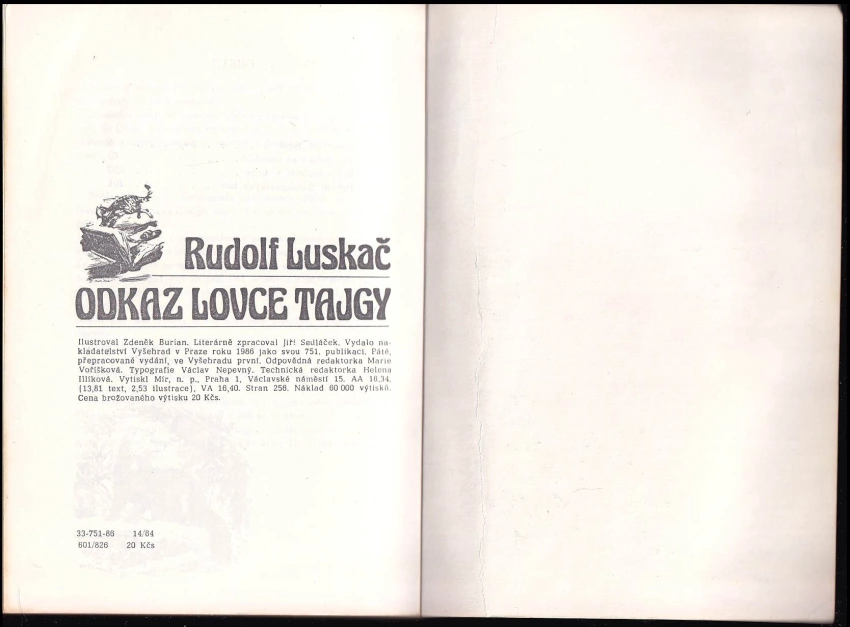 Rudolf Luskač
ODKAZ LOVCE TAJGY
Ilustroval Zdeněk Burian. Literárně zpracoval Jiří Sedláček. Vydalo na-
kladatelství Vyšehrad v Praze roku 1986 jako svou 751. publikaci. Páté,
přepracované vydání, ve Vyšehradu první. Odpovědná redaktorka Marie
Voříšková. Typografie Václav Nepevný. Technická redaktorka Helena
Illíková. Vytiskl Mír, n. p., Praha 1, Václavské náměstí 15. AA 16,34.
(13,81 text, 2,53 ilustrace), VA 16,40. Stran 256. Náklad 60 000 výtisků.
Cena brožovaného výtisku 20 Kčs.
33-751-86 14/64
601/826 20 Kčs